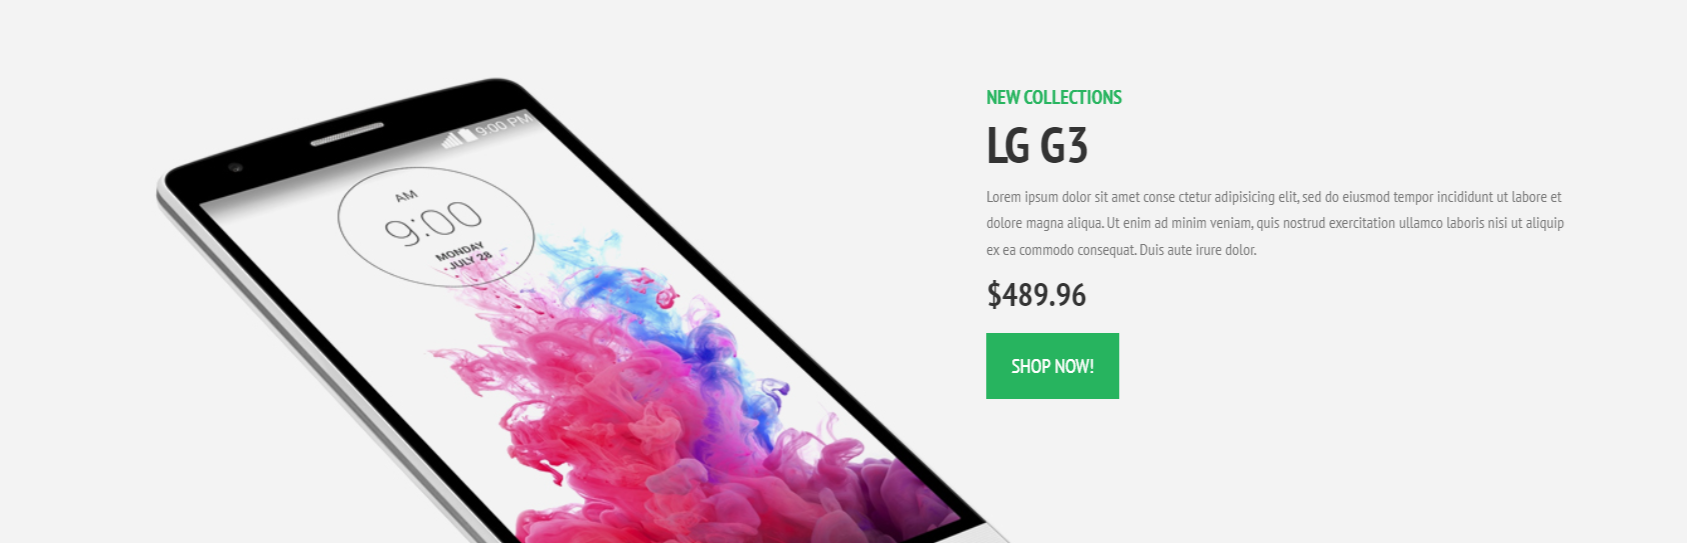 9:00 PM
AM
9:00
MONDAY
JULY 28
NEW COLLECTIONS
LG G3
Lorem ipsum dolor sit amet conse ctetur adipisicing elit, sed do eiusmod tempor incididunt ut labore et
dolore magna aliqua. Ut enim ad minim veniam, quis nostrud exercitation ullamco laboris nisi ut aliquip
ex ea commodo consequat. Duis aute irure dolor.
$489.96
SHOP NOW!